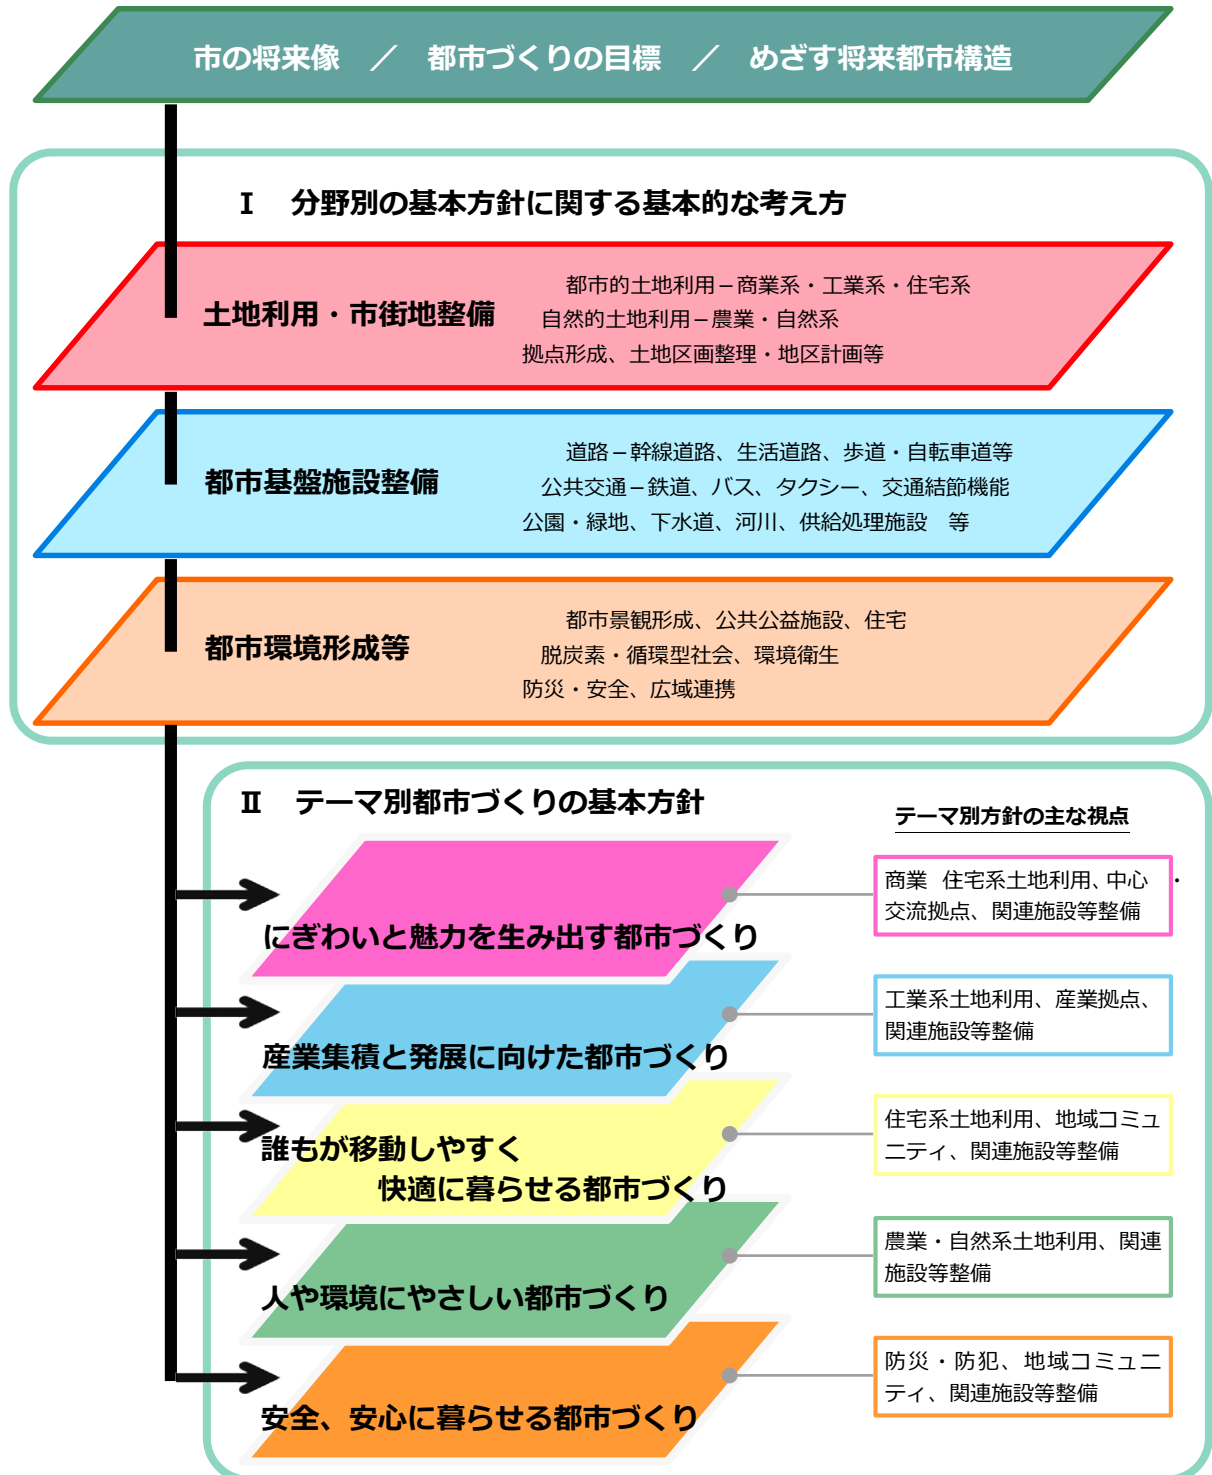 市の将来像　／　都市づくりの目標　／　めざす将来都市構造
Ⅰ　分野別の基本方針に関する基本的な考え方
土地利用・市街地整備
都市的土地利用－商業系・工業系・住宅系
自然的土地利用－農業・自然系
拠点形成、土地区画整理・地区計画等
都市基盤施設整備
道路－幹線道路、生活道路、歩道・自転車道等
公共交通－鉄道、バス、タクシー、交通結節機能
公園・緑地、下水道、河川、供給処理施設　等
都市環境形成等
都市景観形成、公共公益施設、住宅
脱炭素・循環型社会、環境衛生
防災・安全、広域連携
Ⅱ　テーマ別都市づくりの基本方針
テーマ別方針の主な視点
にぎわいと魅力を生み出す都市づくり
商業　住宅系土地利用、中心　・
交流拠点、関連施設等整備
産業集積と発展に向けた都市づくり
工業系土地利用、産業拠点、
関連施設等整備
誰もが移動しやすく
快適に暮らせる都市づくり
住宅系土地利用、地域コミュ
ニティ、関連施設等整備
人や環境にやさしい都市づくり
農業・自然系土地利用、関連
施設等整備
安全、安心に暮らせる都市づくり
防災・防犯、地域コミュニ
ティ、関連施設等整備